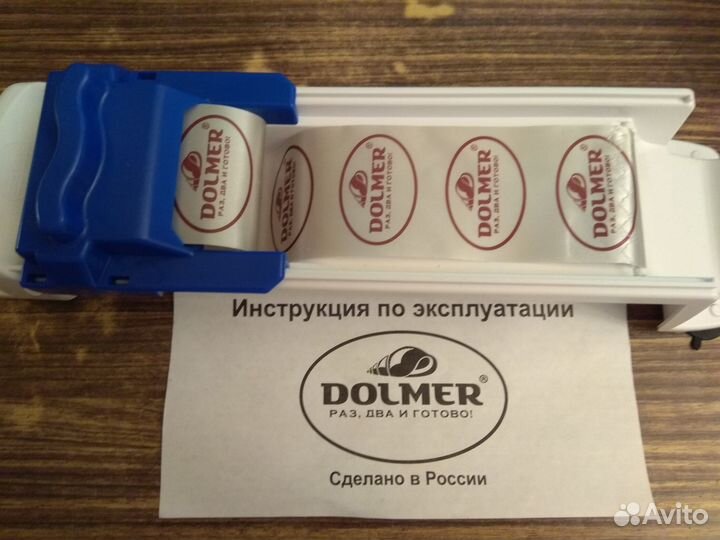 DOLMER®
РАЗ, ДВА И ГОТОВО!
DOLMER
DOLMER®
РАЗ, ДВА И ГОТОВО!
DOLMER®
РАЗ, ДВА И ГОТОВО!
DOLMER®
РАЗ, ДВА И ГОТОВО!
Инструкция по эксплуатации
DOLMER®
РАЗ, ДВА И ГОТОВО!
Сделано в России
Avito